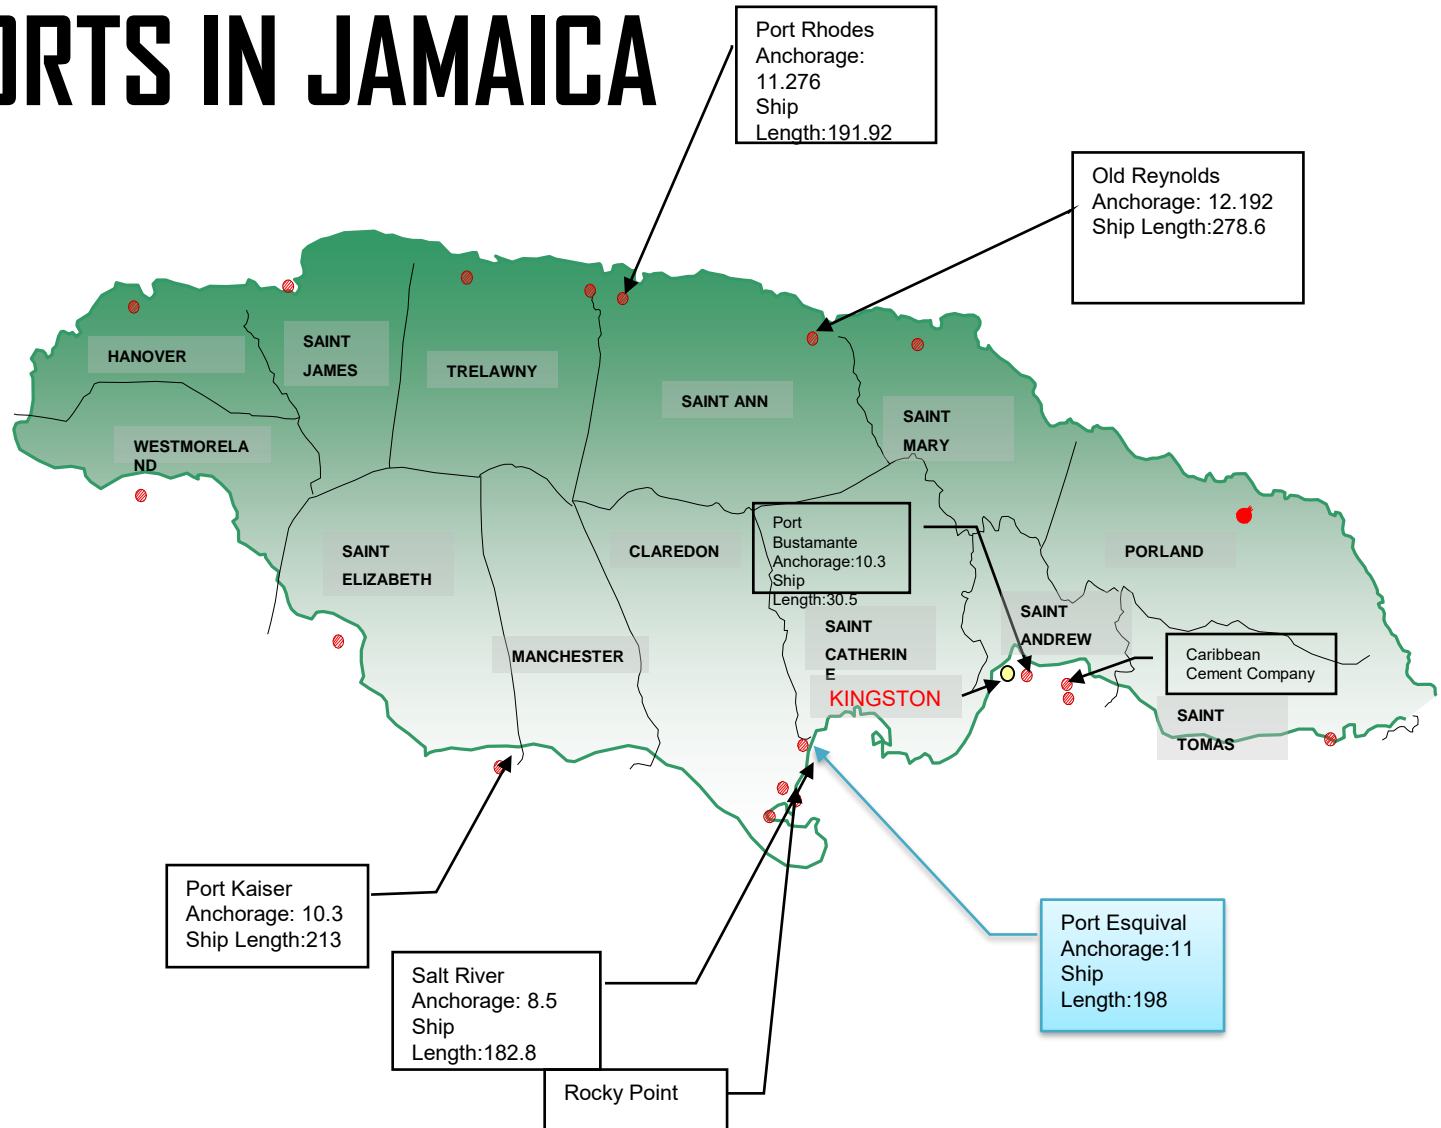 ORTS IN JAMAICA
Port Rhodes
Anchorage:
11.276
Ship
Length:191.92
Old Reynolds
Anchorage: 12.192
Ship Length:278.6
HANOVER
SAINT
JAMES
TRELAWNY
SAINT ANN
SAINT
MARY
WESTMORELA
ND
SAINT
ELIZABETH
CLAREDON
Port
Bustamante
Anchorage:10.3
Ship
Length:30.5
PORLAND
MANCHESTER
SAINT
CATHERIN
E
SAINT
ANDREW
Caribbean
Cement Company
KINGSTON
SAINT
TOMAS
Port Kaiser
Anchorage: 10.3
Ship Length:213
Salt River
Anchorage: 8.5
Ship
Length:182.8
Rocky Point
Port Esquival
Anchorage:11
Ship
Length:198